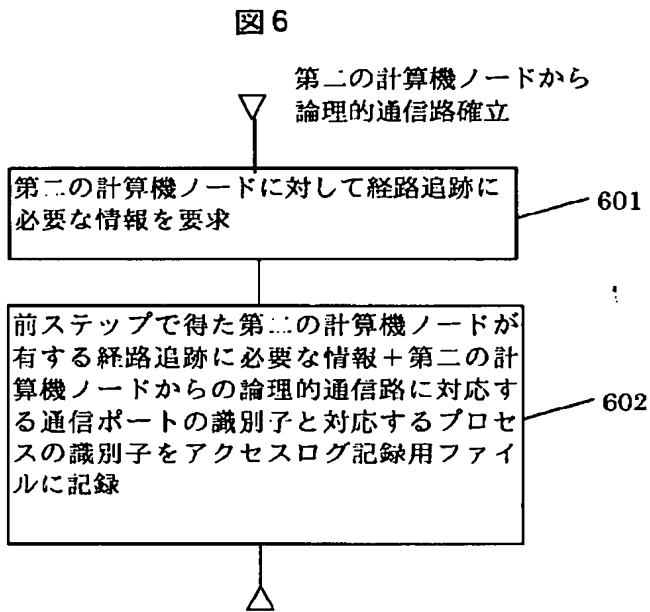 図6
第二の計算機ノードから
論理的通信路確立
第二の計算機ノードに対して経路追跡に
必要な情報を要求
601
前ステップで得た第二の計算機ノードが
有する経路追跡に必要な情報+第二の計
算機ノードからの論理的通信路に対応す
る通信ポートの識別子と対応するプロセ
スの識別子をアクセスログ記録用ファイ
ルに記録
602